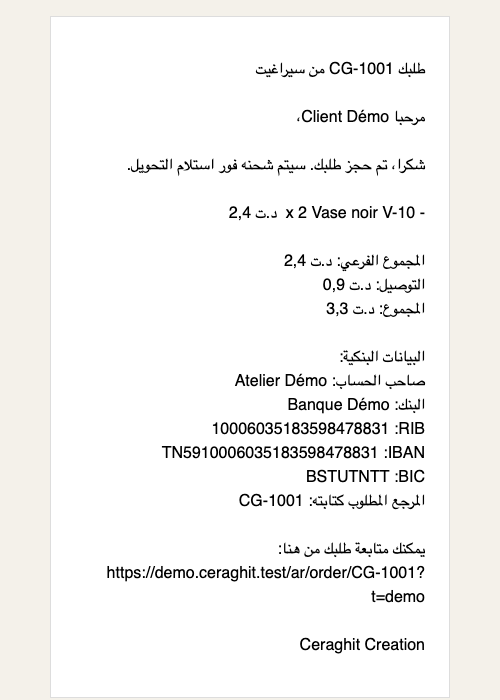 طلبك CG-1001 من سيراغيت
مرحبا Client Démo،
شكرا، تم حجز طلبك. سيتم شحنه فور استلام التحويل.
- Vase noir V-10 x 2 د.ت 2,4
المجموع الفرعي: د.ت 2,4
التوصيل: د.ت 0,9
المجموع: د.ت 3,3
البيانات البنكية:
صاحب الحساب: Atelier Démo
البنك: Banque Démo
RIB: 10006035183598478831
IBAN: TN5910006035183598478831
BIC: BSTUTNTT
المرجع المطلوب كتابته: CG-1001
يمكنك متابعة طلبك من هنا:
https://demo.ceraghit.test/ar/order/CG-1001?
t=demo
Ceraghit Creation